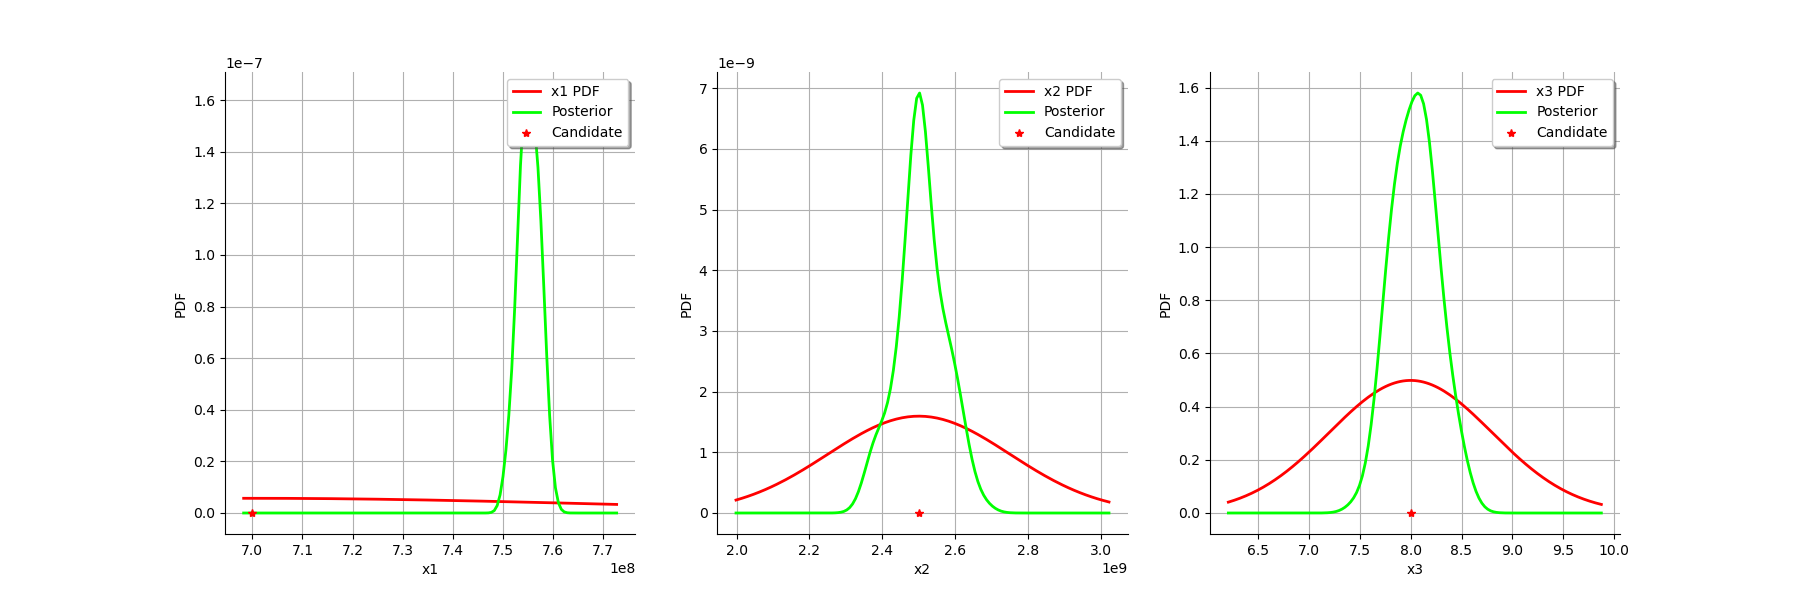 1e−7
x1 PDF
Posterior
Candidate
1.6
1.4
1.2
1.0
0.8
0.6
0.4
0.2
0.0
PDF
7.0 7.1 7.2 7.3 7.4 7.5 7.6 7.7
x1
1e8
1e−9
x2 PDF
Posterior
Candidate
7
6
5
4
3
2
1
0
PDF
2.0 2.2 2.4 2.6 2.8 3.0
x2
1e9
x3 PDF
Posterior
Candidate
1.6
1.4
1.2
1.0
0.8
0.6
0.4
0.2
0.0
PDF
6.5 7.0 7.5 8.0 8.5 9.0 9.5 10.0
x3